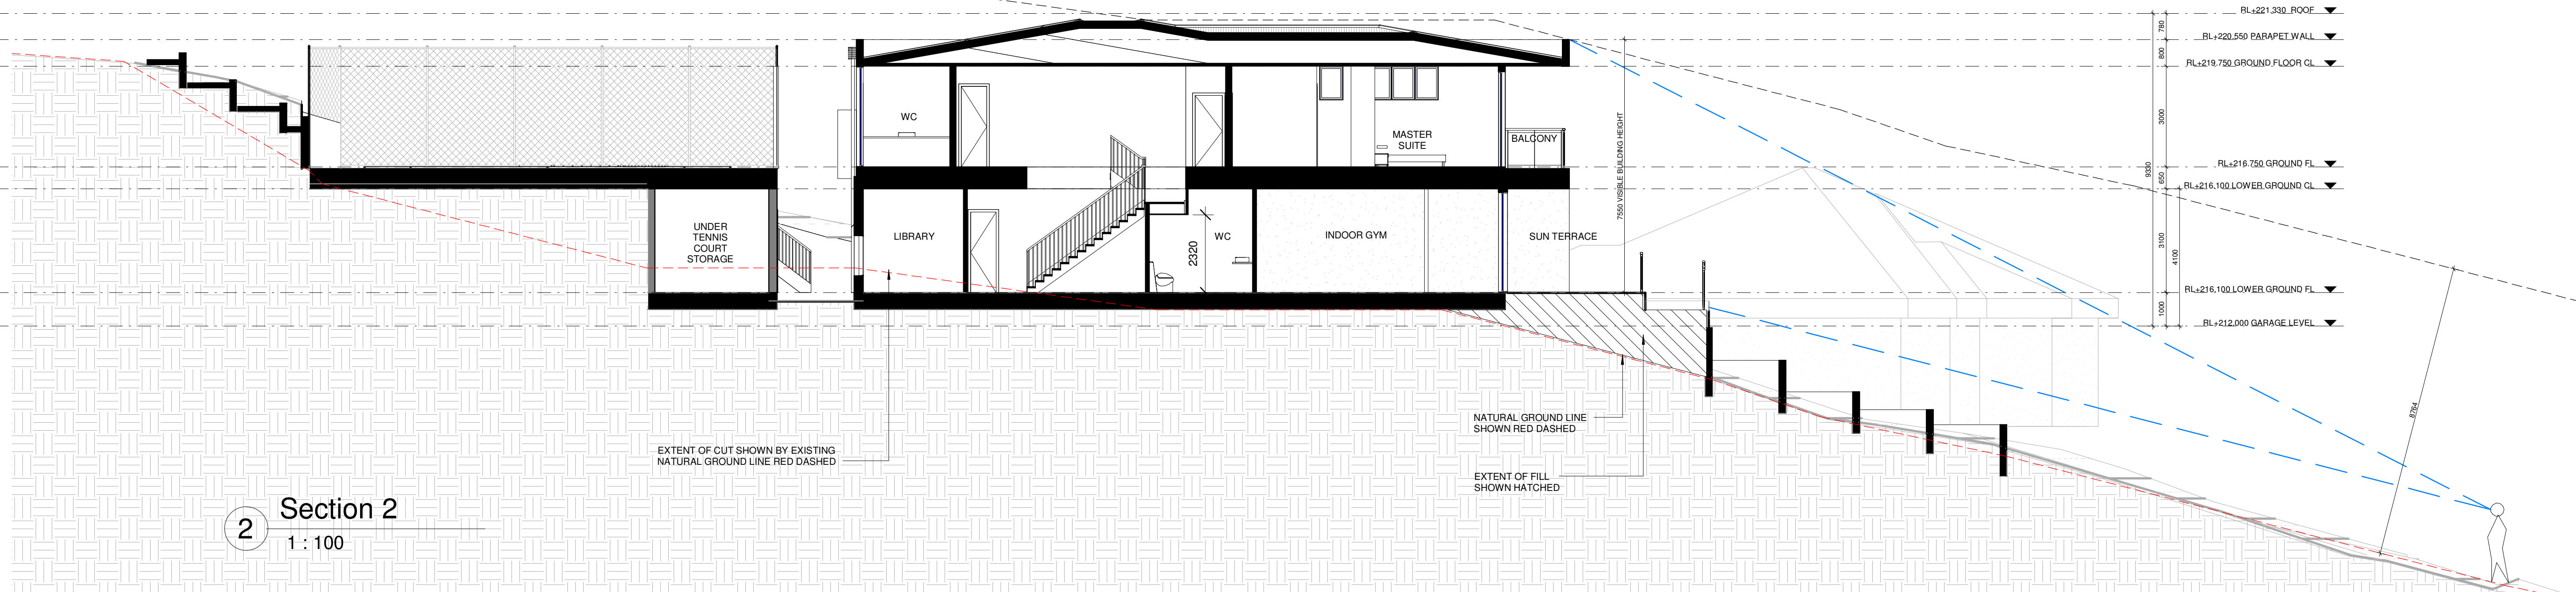 RL+221,330 ROOF
780
RL+220,550 PARAPET WALL
800
RL+219.750 GROUND FLOOR CL
WC
3000
MASTER
SUITE
BALCONY
7550 VISIBLE BUILDING HEIGHT
9330
RL+216.750 GROUND FL
650
RL+216,100 LOWER GROUND CL
UNDER
TENNIS
COURT
STORAGE
LIBRARY
2320
WC
INDOOR GYM
SUN TERRACE
3100
4100
RL+216,100 LOWER GROUND FL
1000
RL+212,000 GARAGE LEVEL
8764
NATURAL GROUND LINE
SHOWN RED DASHED
EXTENT OF CUT SHOWN BY EXISTING
NATURAL GROUND LINE RED DASHED
EXTENT OF FILL
SHOWN HATCHED
2
Section 2
1 : 100